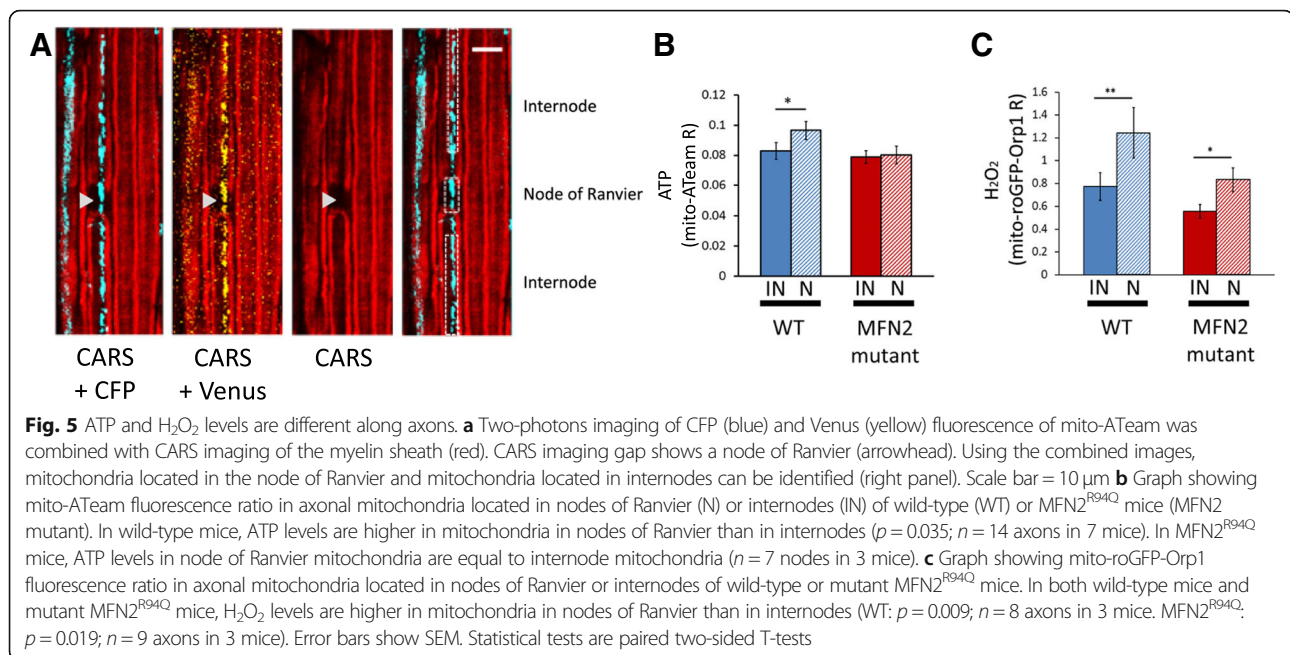 A
Internode
Node of Ranvier
Internode
CARS
+ CFP
CARS
+ Venus
CARS
B
ATP
(mito-ATeam R)
0.12
0.1
0.08
0.06
0.04
0.02
0
*
IN N IN N
WT MFN2
mutant
C
H₂O₂
(mito-roGFP-Orp1 R)
1.6
1.4
1.2
1
0.8
0.6
0.4
0.2
0
**
*
IN N IN N
WT MFN2
mutant
Fig. 5 ATP and H₂O₂ levels are different along axons. a Two-photons imaging of CFP (blue) and Venus (yellow) fluorescence of mito-ATeam was
combined with CARS imaging of the myelin sheath (red). CARS imaging gap shows a node of Ranvier (arrowhead). Using the combined images,
mitochondria located in the node of Ranvier and mitochondria located in internodes can be identified (right panel). Scale bar = 10 μm b Graph showing
mito-ATeam fluorescence ratio in axonal mitochondria located in nodes of Ranvier (N) or internodes (IN) of wild-type (WT) or MFN2ᴿ⁹⁴Q mice (MFN2
mutant). In wild-type mice, ATP levels are higher in mitochondria in nodes of Ranvier than in internodes (p = 0.035; n = 14 axons in 7 mice). In MFN2ᴿ⁹⁴Q
mice, ATP levels in node of Ranvier mitochondria are equal to internode mitochondria (n = 7 nodes in 3 mice). c Graph showing mito-roGFP-Orp1
fluorescence ratio in axonal mitochondria located in nodes of Ranvier or internodes of wild-type or mutant MFN2ᴿ⁹⁴Q mice. In both wild-type mice and
mutant MFN2ᴿ⁹⁴Q mice, H₂O₂ levels are higher in mitochondria in nodes of Ranvier than in internodes (WT: p = 0.009; n = 8 axons in 3 mice. MFN2ᴿ⁹⁴Q:
p = 0.019; n = 9 axons in 3 mice). Error bars show SEM. Statistical tests are paired two-sided T-tests